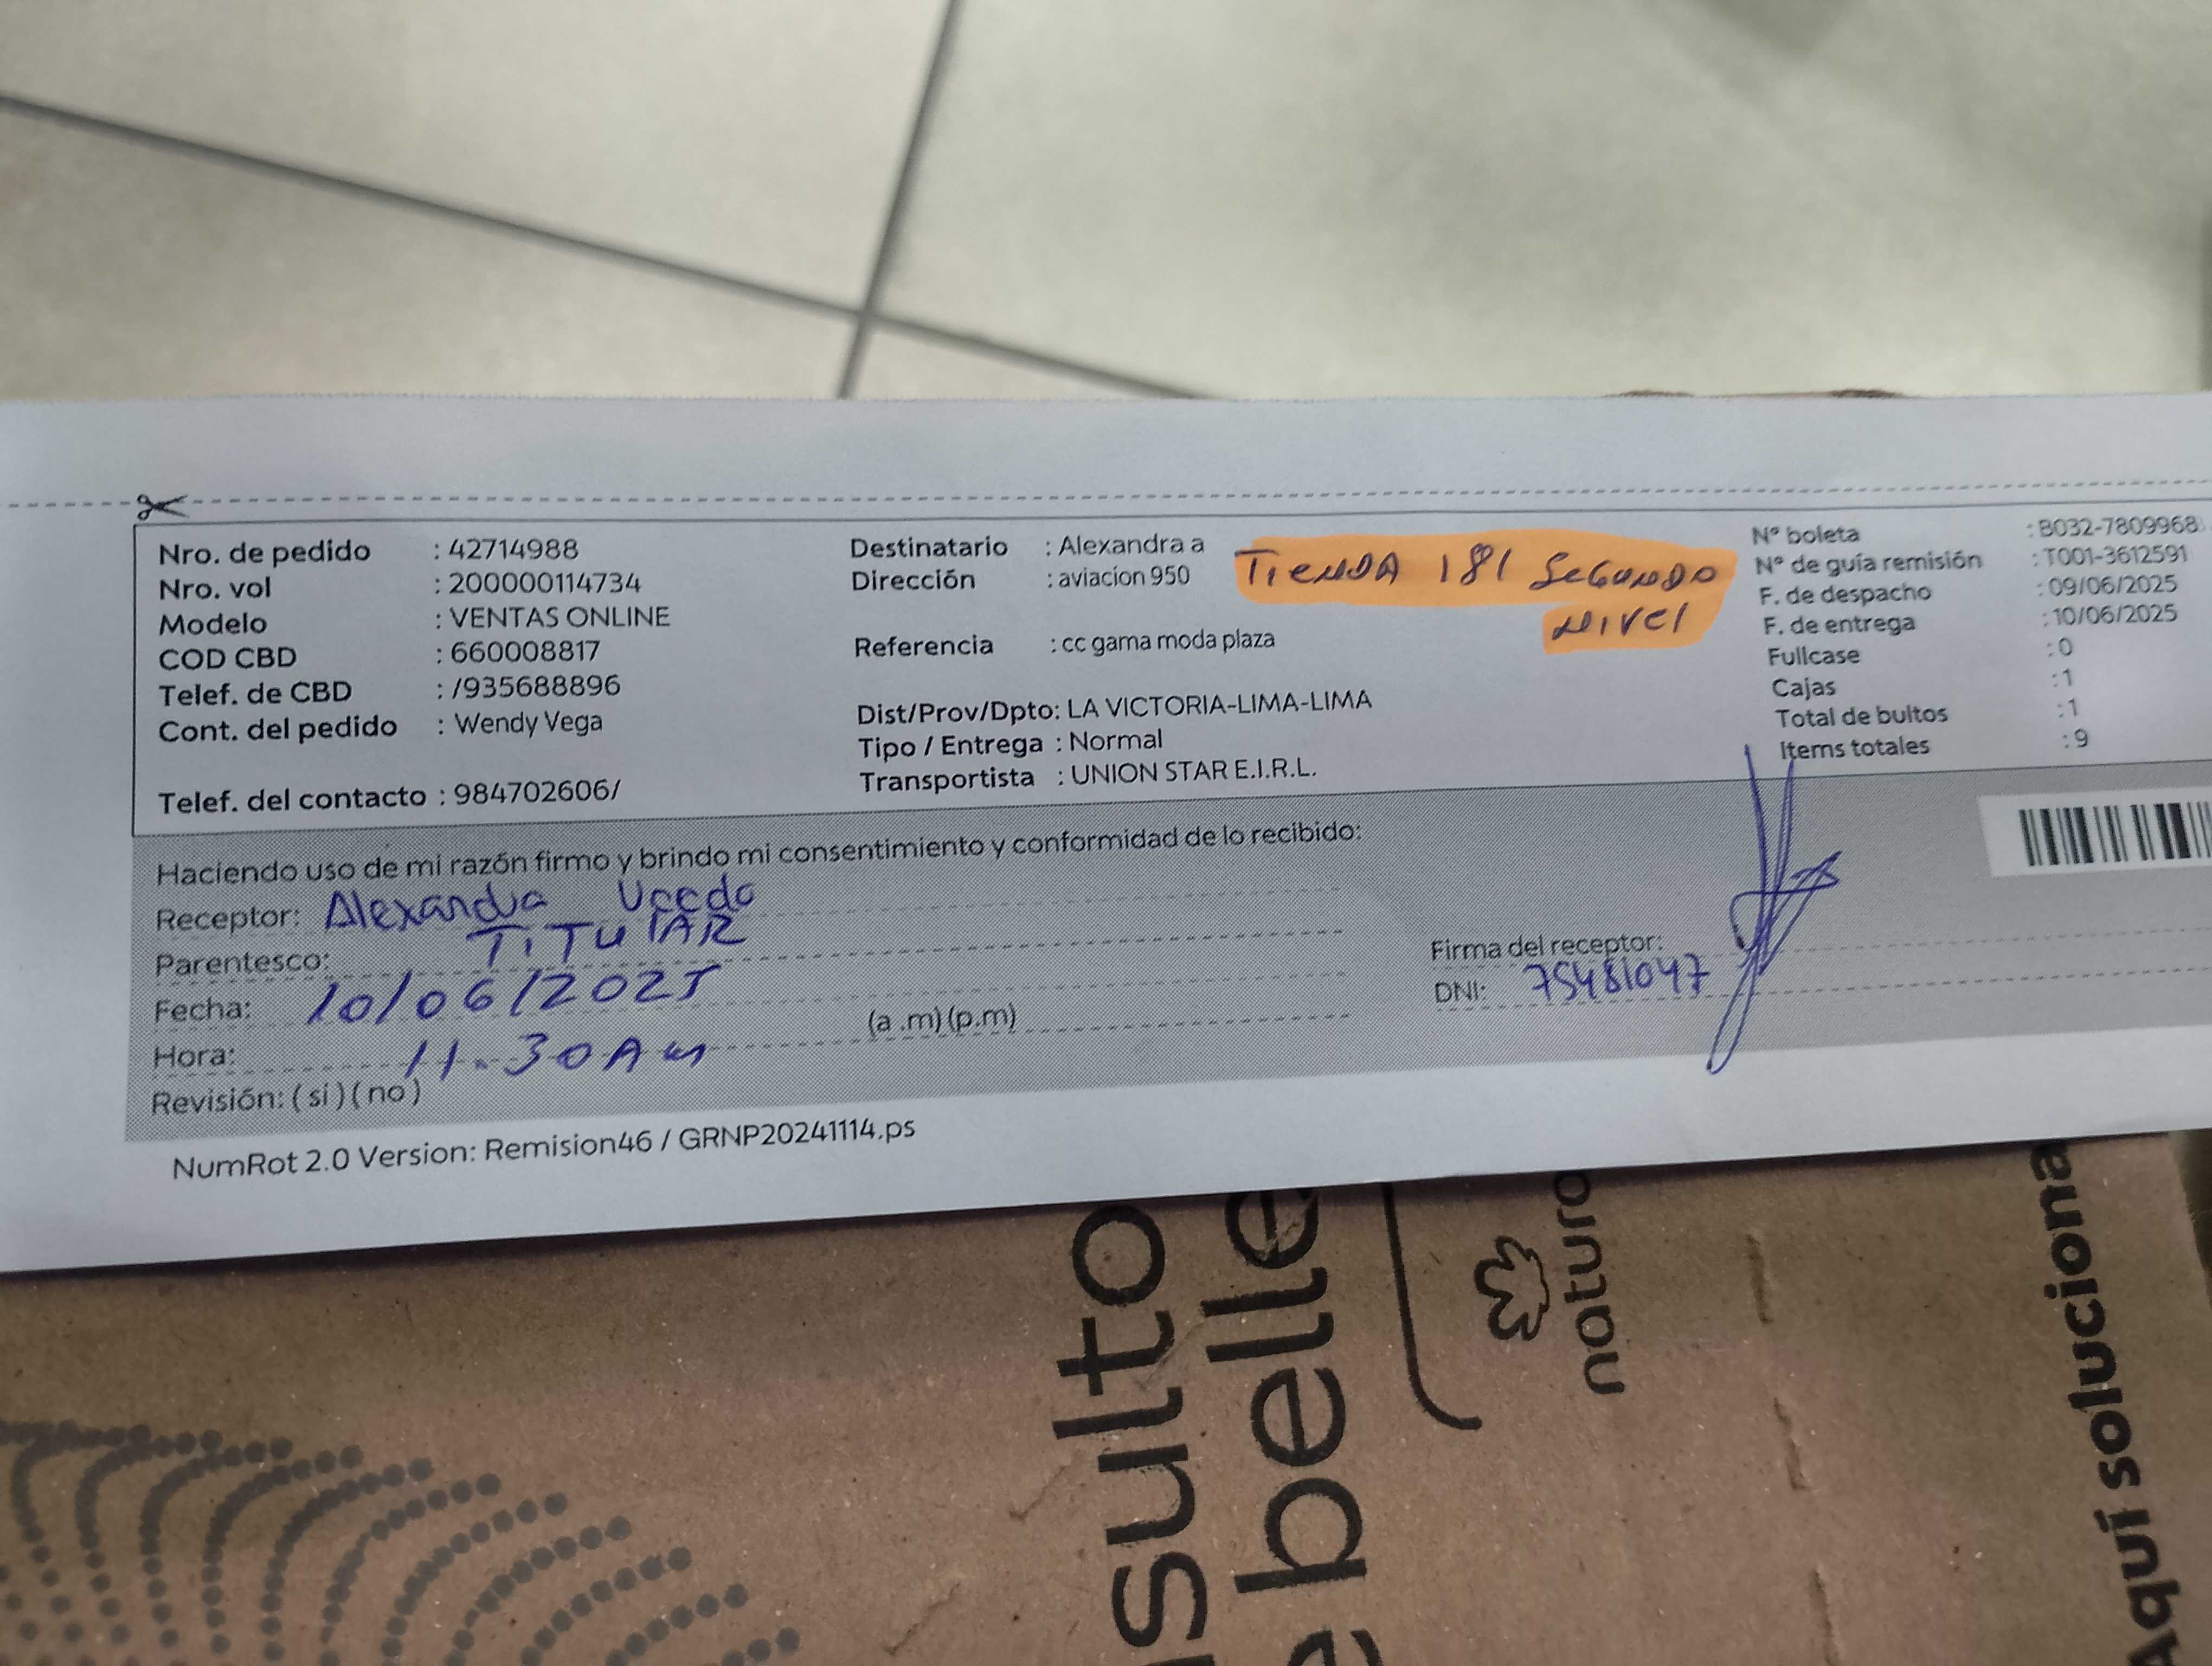 Nro. de pedido : 42714988
Nro. vol : 200000114734
Modelo : VENTAS ONLINE
COD CBD : 660008817
Telef. de CBD : /935688896
Cont. del pedido : Wendy Vega
Telef. del contacto : 984702606/
Destinatario : Alexandra a
Dirección : aviacion 950
TIENDA 181 SEGUNDO
NIVEL
Referencia : cc gama moda plaza
Dist/Prov/Dpto: LA VICTORIA-LIMA-LIMA
Tipo / Entrega : Normal
Transportista : UNION STAR E.I.R.L.
N° boleta : B032-7809968
N° de guía remisión : T001-3612591
F. de despacho : 09/06/2025
F. de entrega : 10/06/2025
Fullcase : 0
Cajas : 1
Total de bultos : 1
Items totales : 9
Haciendo uso de mi razón firmo y brindo mi consentimiento y conformidad de lo recibido:
Receptor: Alexandra
Parentesco: TITULAR
Fecha: 10/06/2025
Hora: 11.30 Am (a .m) (p.m)
Revisión: ( si ) ( no )
Firma del receptor:
DNI: 75481047
NumRot 2.0 Version: Remision46 / GRNP20241114.ps
sulto
e belle
natura
Aquí soluciona